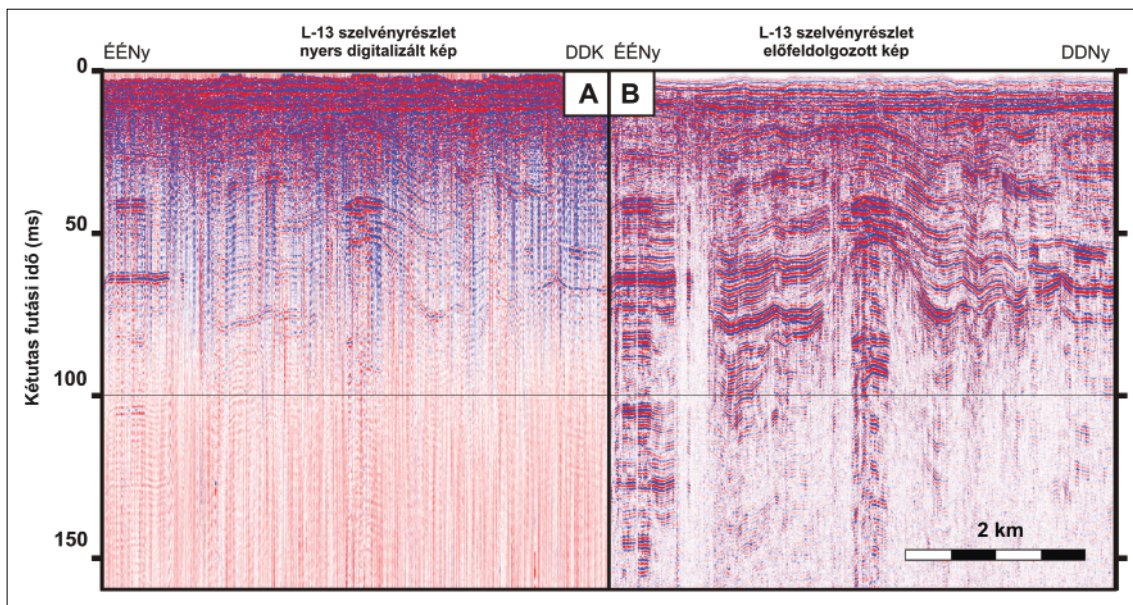 L-13 szelvényrészlet
nyers digitalizált kép
ÉÉNy
DDK
L-13 szelvényrészlet
előfeldolgozott kép
ÉÉNy
DDNy
A
B
Kétutas futási idő (ms)
0
50
100
150
2 km